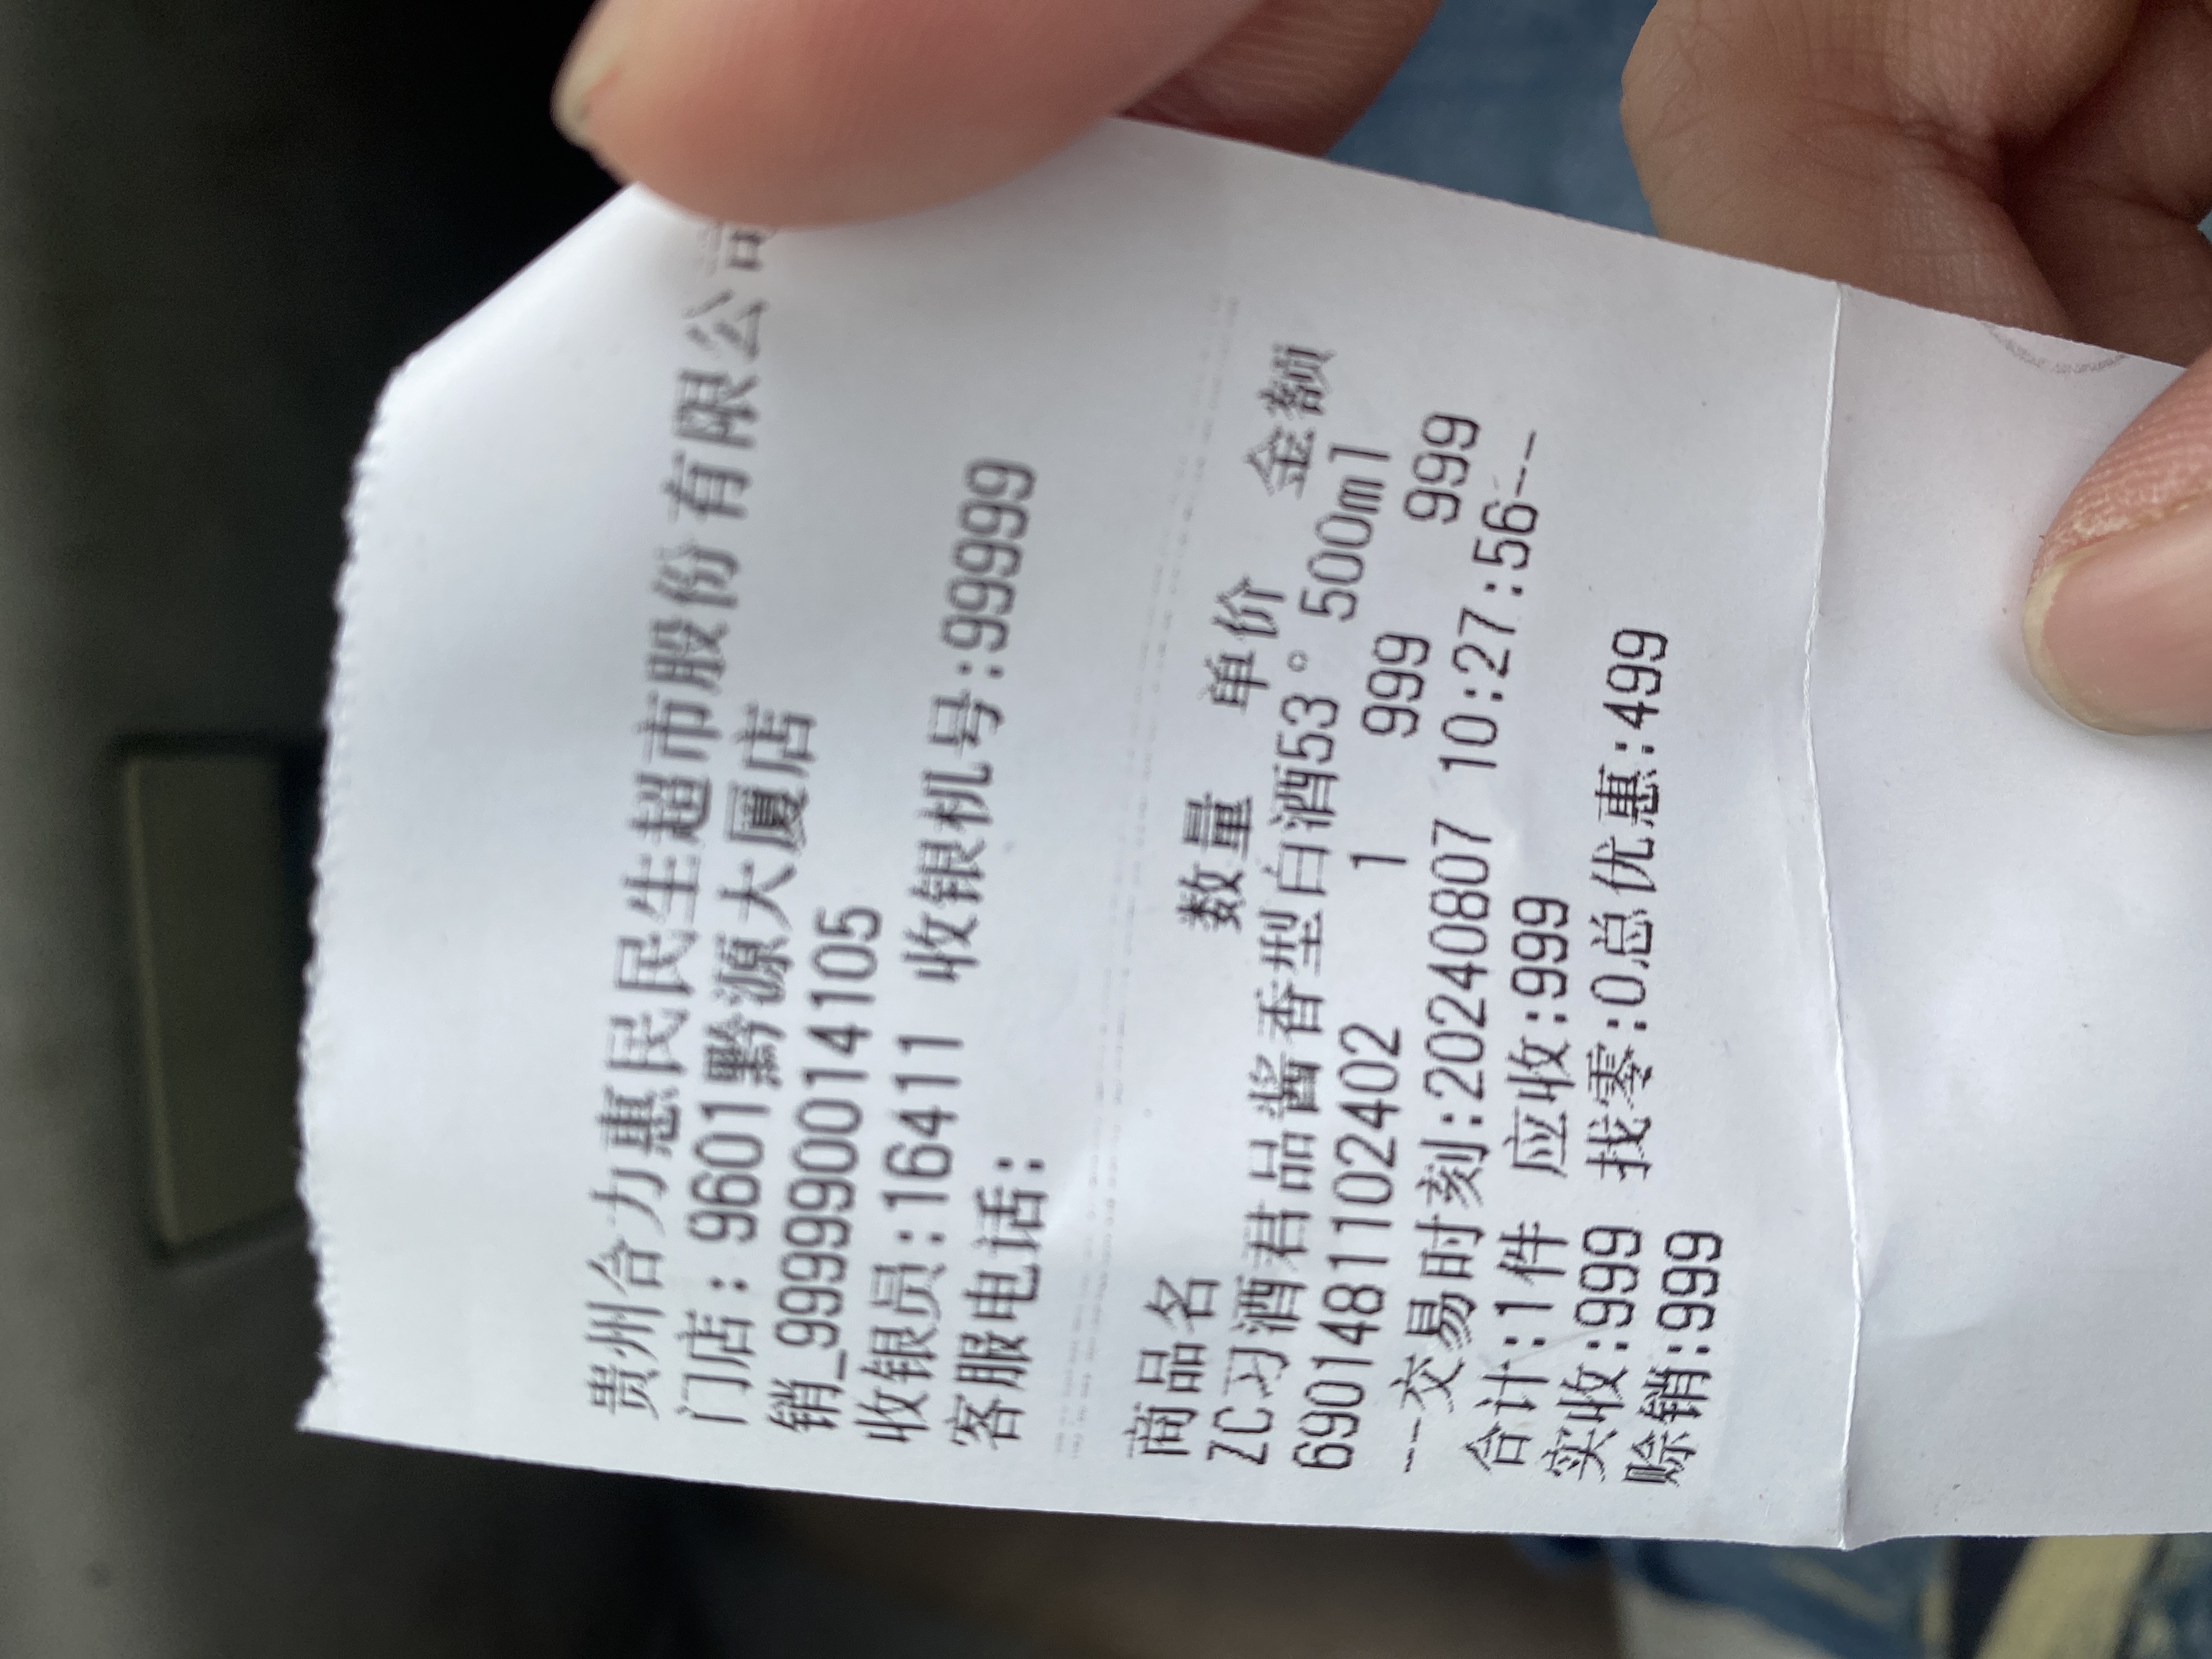 贵州合力惠民民生超市股份有限公司
门店：9601黔源大厦店
销_9999900014105
收银员:16411 收银机号:99999
客服电话:
商品名 数量 单价 金额
ZC习酒君品酱香型白酒53°500ml
6901481102402 1 999 999
---交易时刻:20240807 10:27:56---
合计:1件 应收:999
实收:999 找零:0总优惠:499
赊销:999